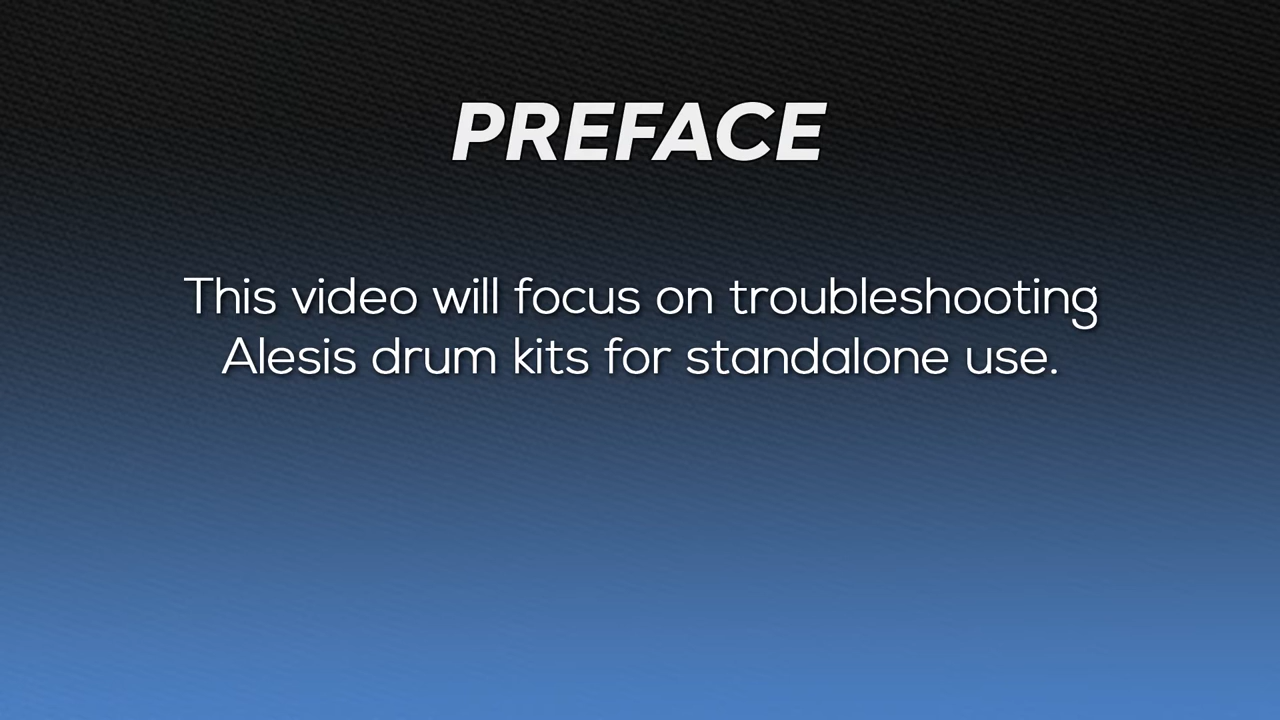 PREFACE
This video will focus on troubleshooting
Alesis drum kits for standalone use.